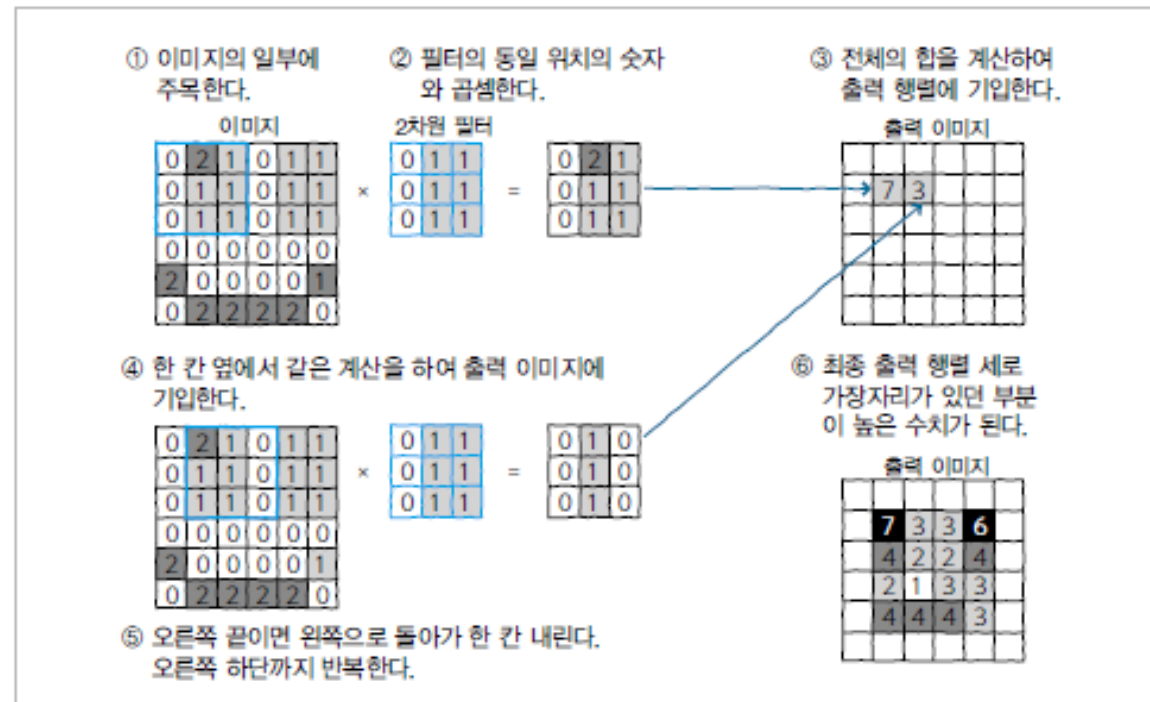 ① 이미지의 일부에
주목한다.
② 필터의 동일 위치의 숫자
와 곱셈한다.
③ 전체의 합을 계산하여
출력 행렬에 기입한다.
이미지
2차원 필터
출력 이미지
0 2 1 0 1 1
0 1 1 0 1 1
0 1 1 0 1 1
0 0 0 0 0 0
2 0 0 0 0 1
0 2 2 2 2 0
×
0 1 1
0 1 1
0 1 1
=
0 2 1
0 1 1
0 1 1
7 3
④ 한 칸 옆에서 같은 계산을 하여 출력 이미지에
기입한다.
0 2 1 0 1 1
0 1 1 0 1 1
0 1 1 0 1 1
0 0 0 0 0 0
2 0 0 0 0 1
0 2 2 2 2 0
×
0 1 1
0 1 1
0 1 1
=
0 1 0
0 1 0
0 1 0
⑤ 오른쪽 끝이면 왼쪽으로 돌아가 한 칸 내린다.
오른쪽 하단까지 반복한다.
⑥ 최종 출력 행렬 세로
가장자리가 있던 부분
이 높은 수치가 된다.
출력 이미지
7 3 3 6
4 2 2 4
2 1 3 3
4 4 4 3